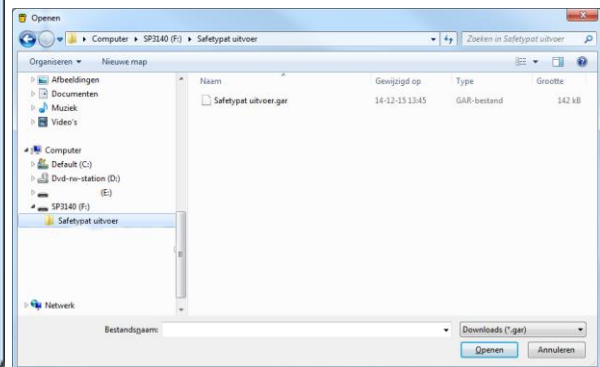 Openen
Computer ▸ SP3140 (F:) ▸ Safetypat uitvoer
Zoeken in Safetypat uitvoer
Organiseren Nieuwe map
Afbeeldingen
Documenten
Muziek
Video's
Computer
Default (C:)
Dvd-rw-station (D:)
(E:)
SP3140 (F:)
Safetypat uitvoer
Netwerk
Naam Gewijzigd op Type Grootte
Safetypat uitvoer.gar 14-12-15 13:45 GAR-bestand 142 kB
Bestandsnaam: Downloads (*.gar)
Openen Annuleren